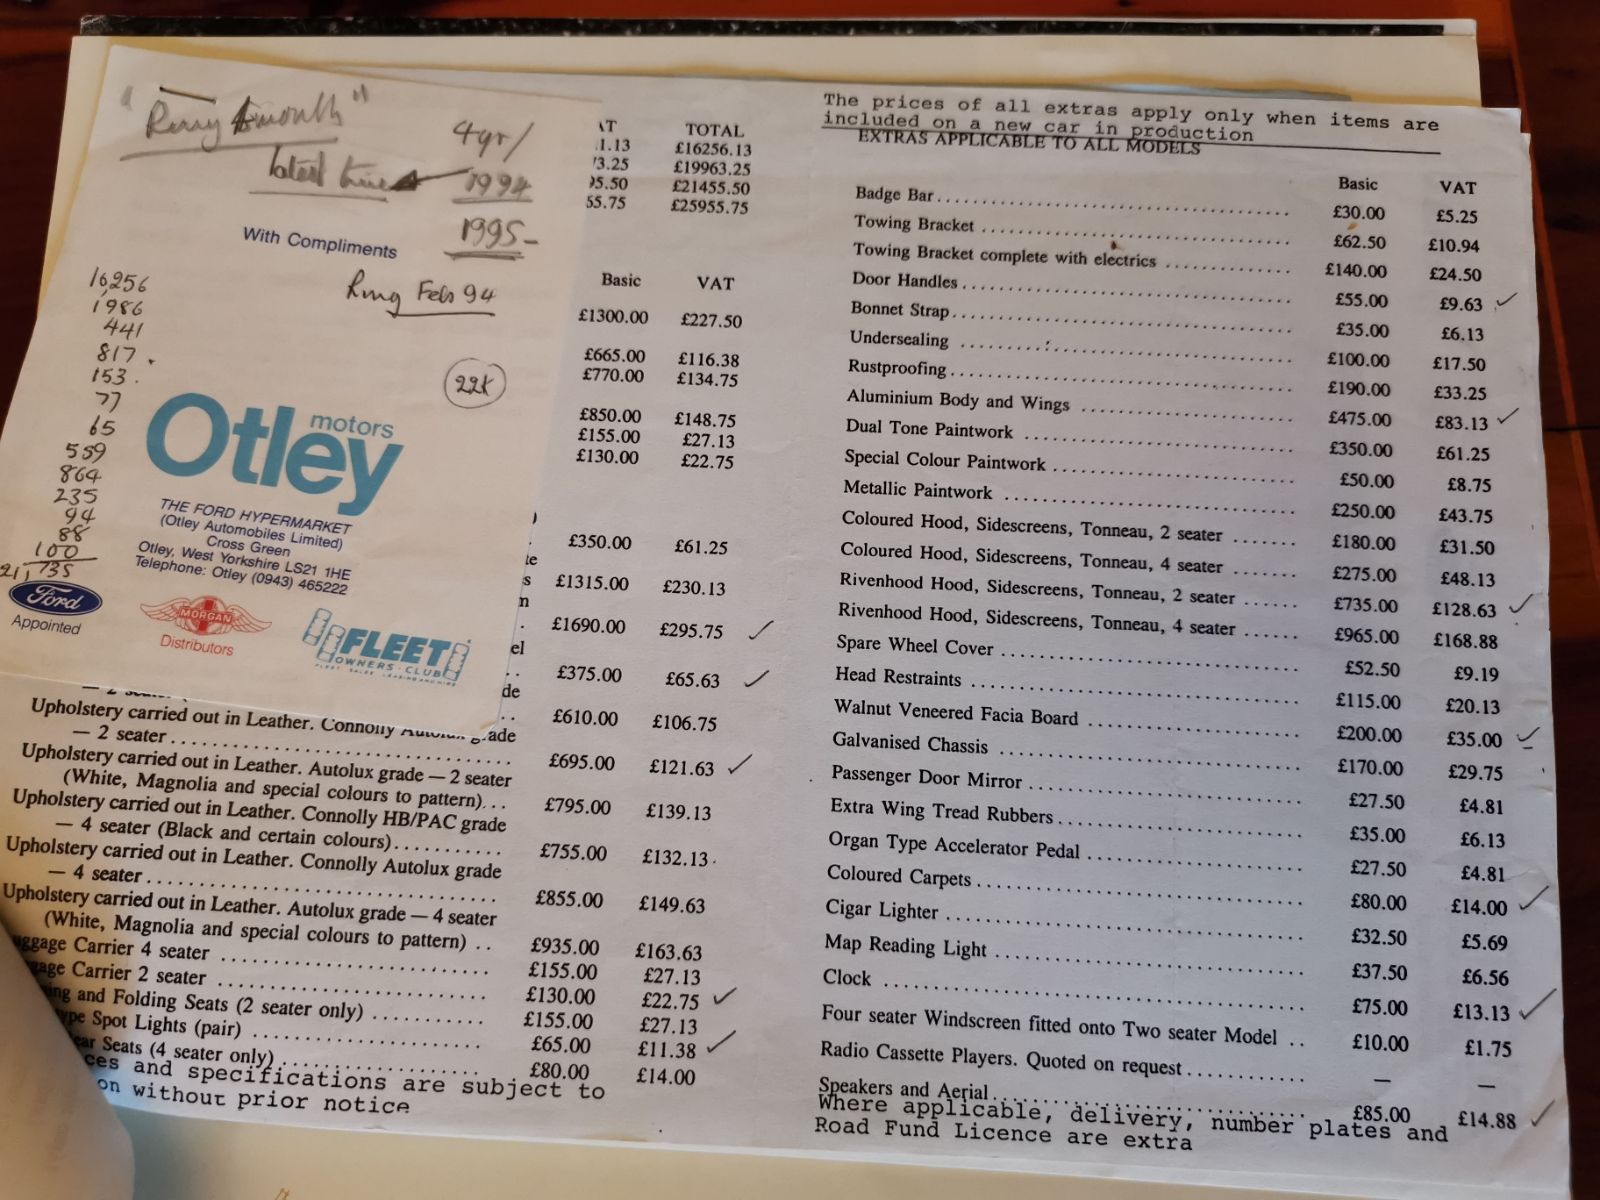 "Ring 6 month"
4yr/
latest time 1994
1995-
With Compliments
Ring Feb 94
16,256
1986
441
817
153
77
65
559
864
235
94
88
100
21,735
22K
Otley motors
THE FORD HYPERMARKET
(Otley Automobiles Limited)
Cross Green
Otley, West Yorkshire LS21 1HE
Telephone: Otley (0943) 465222
Ford
Appointed
MORGAN
Distributors
FLEET
OWNERS · CLUB
TOTAL
1.13 £16256.13
3.25 £19963.25
5.50 £21455.50
55.75 £25955.75
Basic VAT
£1300.00 £227.50
£665.00 £116.38
£770.00 £134.75
£850.00 £148.75
£155.00 £27.13
£130.00 £22.75
£350.00 £61.25
£1315.00 £230.13
£1690.00 £295.75 ✓
£375.00 £65.63 ✓
£610.00 £106.75
Upholstery carried out in Leather. Connolly Autolux grade
— 2 seater ........ £695.00 £121.63 ✓
Upholstery carried out in Leather. Autolux grade — 2 seater
(White, Magnolia and special colours to pattern)... £795.00 £139.13
Upholstery carried out in Leather. Connolly HB/PAC grade
— 4 seater (Black and certain colours)........... £755.00 £132.13
Upholstery carried out in Leather. Connolly Autolux grade
— 4 seater ........ £855.00 £149.63
Upholstery carried out in Leather. Autolux grade — 4 seater
(White, Magnolia and special colours to pattern) .. £935.00 £163.63
ggage Carrier 4 seater ........ £155.00 £27.13
gage Carrier 2 seater ........ £130.00 £22.75 ✓
ing and Folding Seats (2 seater only) ........ £155.00 £27.13
ype Spot Lights (pair) ........ £65.00 £11.38 ✓
ear Seats (4 seater only) ........ £80.00 £14.00
ces and specifications are subject to
on without prior notice
The prices of all extras apply only when items are
included on a new car in production
EXTRAS APPLICABLE TO ALL MODELS
Basic VAT
Badge Bar ........ £30.00 £5.25
Towing Bracket ........ £62.50 £10.94
Towing Bracket complete with electrics ........ £140.00 £24.50
Door Handles ........ £55.00 £9.63 ✓
Bonnet Strap ........ £35.00 £6.13
Undersealing ........ £100.00 £17.50
Rustproofing ........ £190.00 £33.25
Aluminium Body and Wings ........ £475.00 £83.13 ✓
Dual Tone Paintwork ........ £350.00 £61.25
Special Colour Paintwork ........ £50.00 £8.75
Metallic Paintwork ........ £250.00 £43.75
Coloured Hood, Sidescreens, Tonneau, 2 seater ....... £180.00 £31.50
Coloured Hood, Sidescreens, Tonneau, 4 seater ....... £275.00 £48.13
Rivenhood Hood, Sidescreens, Tonneau, 2 seater ...... £735.00 £128.63 ✓
Rivenhood Hood, Sidescreens, Tonneau, 4 seater ...... £965.00 £168.88
Spare Wheel Cover ........ £52.50 £9.19
Head Restraints ........ £115.00 £20.13
Walnut Veneered Facia Board ........ £200.00 £35.00 ✓
Galvanised Chassis ........ £170.00 £29.75
Passenger Door Mirror ........ £27.50 £4.81
Extra Wing Tread Rubbers ........ £35.00 £6.13
Organ Type Accelerator Pedal ........ £27.50 £4.81
Coloured Carpets ........ £80.00 £14.00 ✓
Cigar Lighter ........ £32.50 £5.69
Map Reading Light ........ £37.50 £6.56
Clock ........ £75.00 £13.13 ✓
Four seater Windscreen fitted onto Two seater Model .. £10.00 £1.75
Radio Cassette Players. Quoted on request ........ — —
Speakers and Aerial ........ £85.00 £14.88 ✓
Where applicable, delivery, number plates and
Road Fund Licence are extra